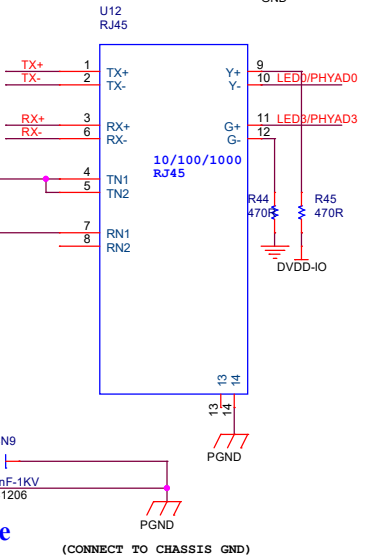 GND
U12
RJ45
TX+ 1 TX+ Y+ 9
TX- 2 TX- Y- 10 LED0/PHYAD0
RX+ 3 RX+ G+ 11 LED3/PHYAD3
RX- 6 RX- G- 12
10/100/1000
RJ45
4 TN1
5 TN2
R44 R45
470R 470R
7 RN1
8 RN2
DVDD-IO
13 14
13 14
PGND
N9
nF-1KV
1206
PGND
e
(CONNECT TO CHASSIS GND)